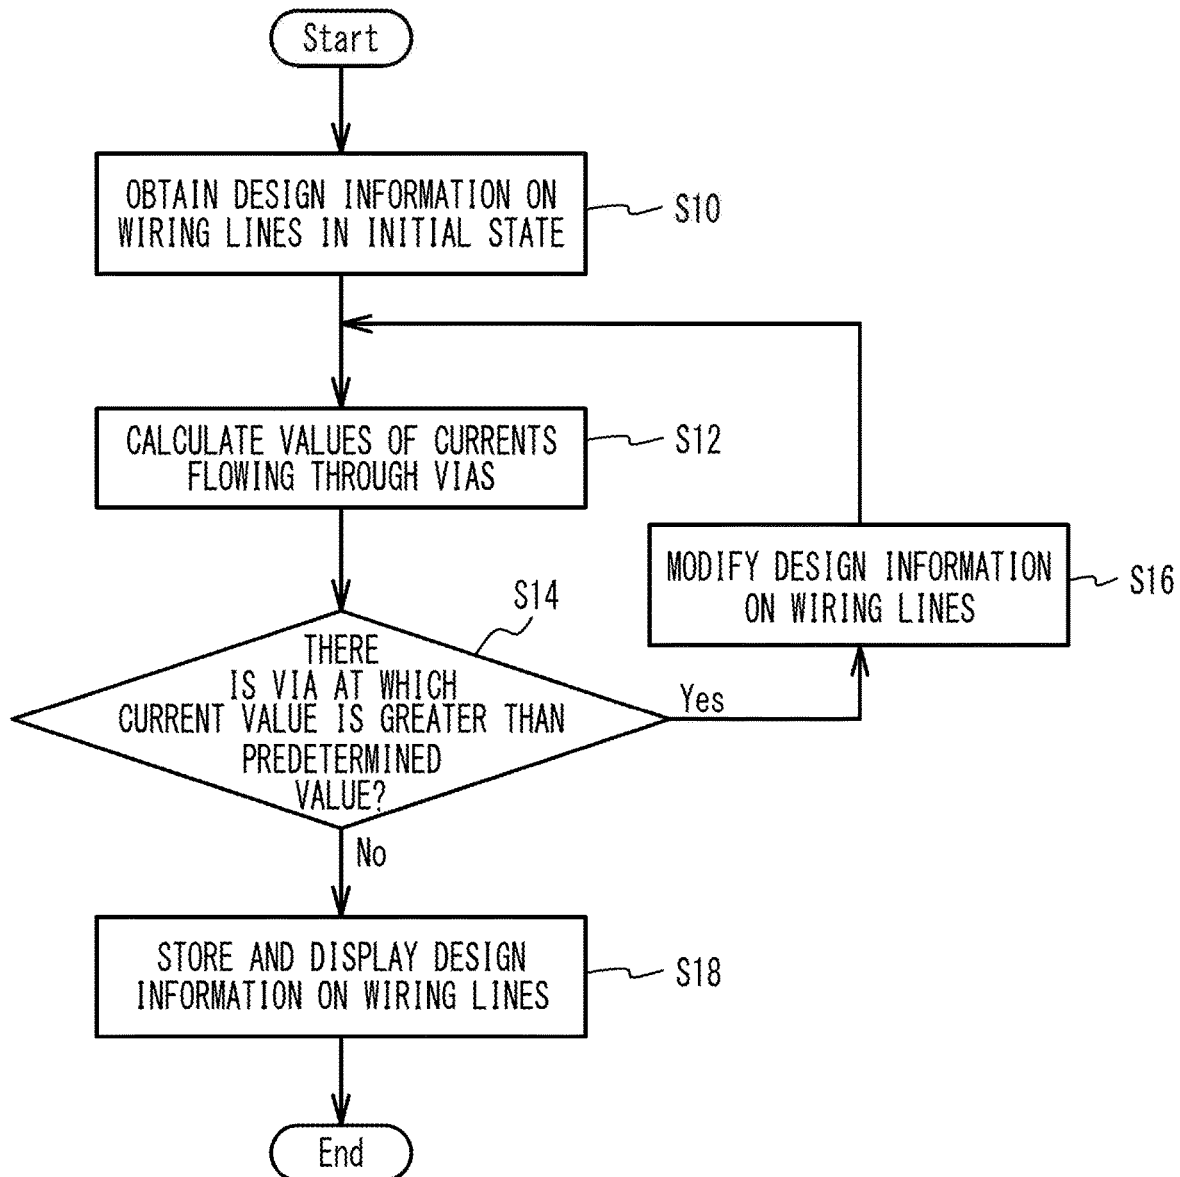 Start
OBTAIN DESIGN INFORMATION ON
WIRING LINES IN INITIAL STATE
S10
CALCULATE VALUES OF CURRENTS
FLOWING THROUGH VIAS
S12
S14
THERE
IS VIA AT WHICH
CURRENT VALUE IS GREATER THAN
PREDETERMINED
VALUE?
Yes
MODIFY DESIGN INFORMATION
ON WIRING LINES
S16
No
STORE AND DISPLAY DESIGN
INFORMATION ON WIRING LINES
S18
End